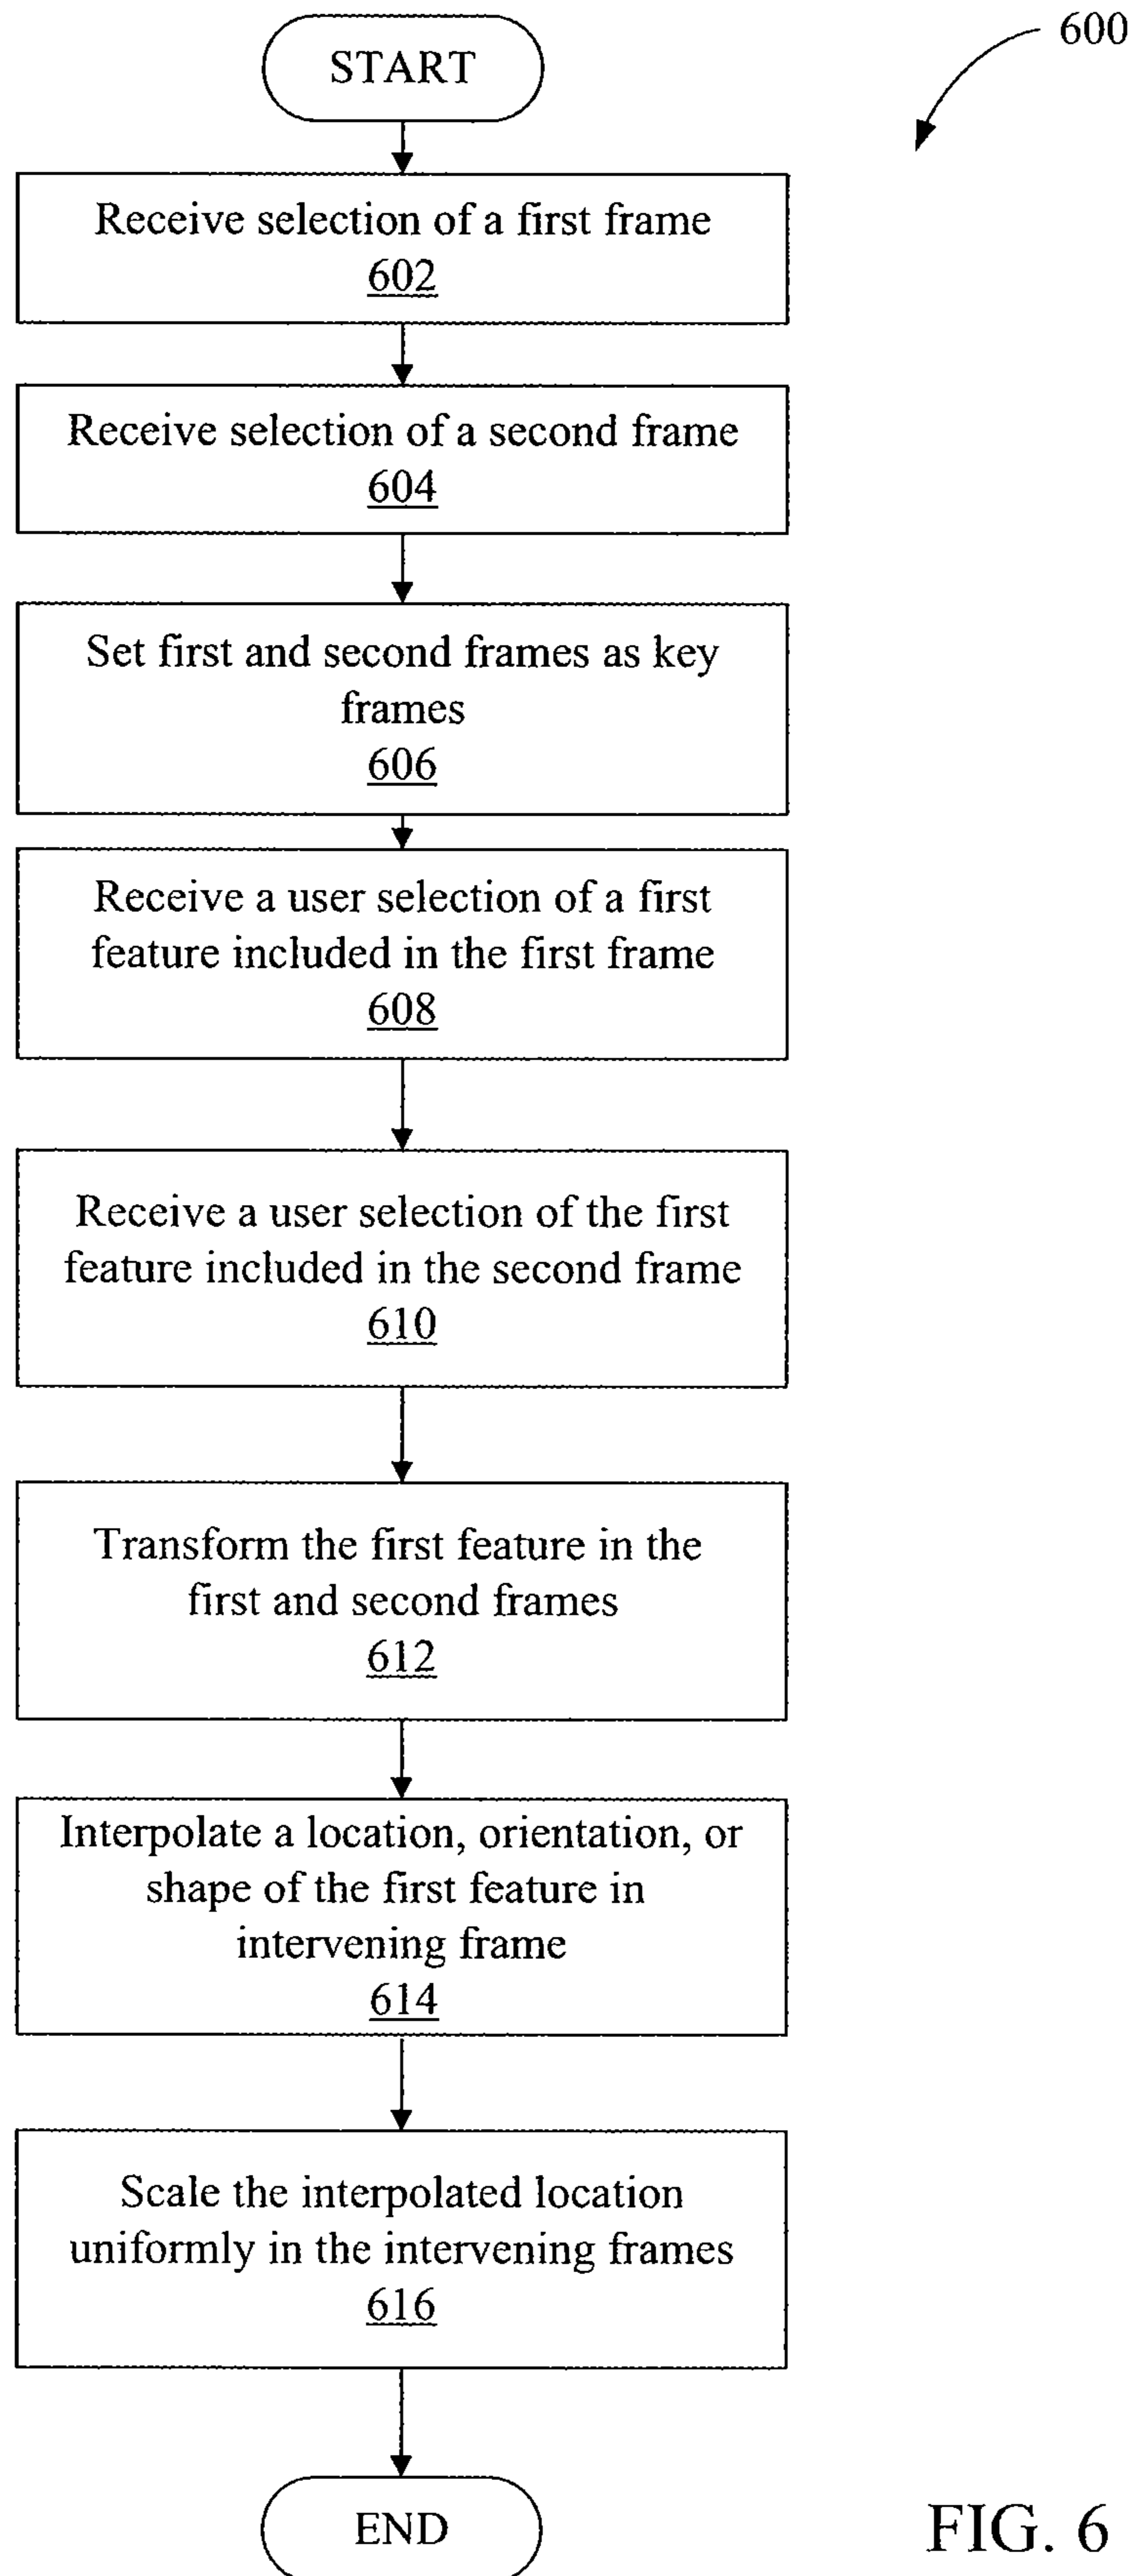 600
START
Receive selection of a first frame
602
Receive selection of a second frame
604
Set first and second frames as key
frames
606
Receive a user selection of a first
feature included in the first frame
608
Receive a user selection of the first
feature included in the second frame
610
Transform the first feature in the
first and second frames
612
Interpolate a location, orientation, or
shape of the first feature in
intervening frame
614
Scale the interpolated location
uniformly in the intervening frames
616
END
FIG. 6